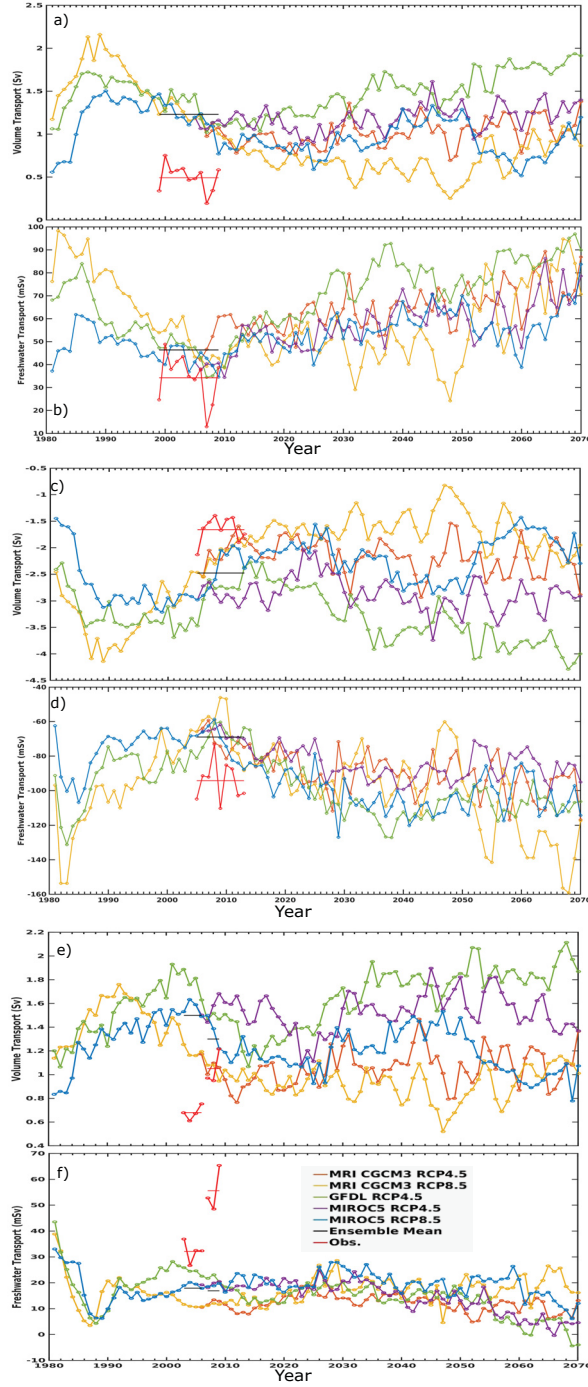 a)
Volume Transport (Sv)
2.5
2
1.5
1
0.5
0
Freshwater Transport (mSv)
100
90
80
70
60
50
40
30
20
10
b)
1980 1990 2000 2010 2020 2030 2040 2050 2060 2070
Year
c)
Volume Transport (Sv)
-0.5
-1
-1.5
-2
-2.5
-3
-3.5
-4
-4.5
d)
Freshwater Transport (mSv)
-40
-60
-80
-100
-120
-140
-160
1980 1990 2000 2010 2020 2030 2040 2050 2060 2070
Year
e)
Volume Transport (Sv)
2.2
2
1.8
1.6
1.4
1.2
1
0.8
0.6
0.4
f)
Freshwater Transport (mSv)
70
60
50
40
30
20
10
0
-10
MRI CGCM3 RCP4.5
MRI CGCM3 RCP8.5
GFDL RCP4.5
MIROC5 RCP4.5
MIROC5 RCP8.5
Ensemble Mean
Obs.
1980 1990 2000 2010 2020 2030 2040 2050 2060 2070
Year